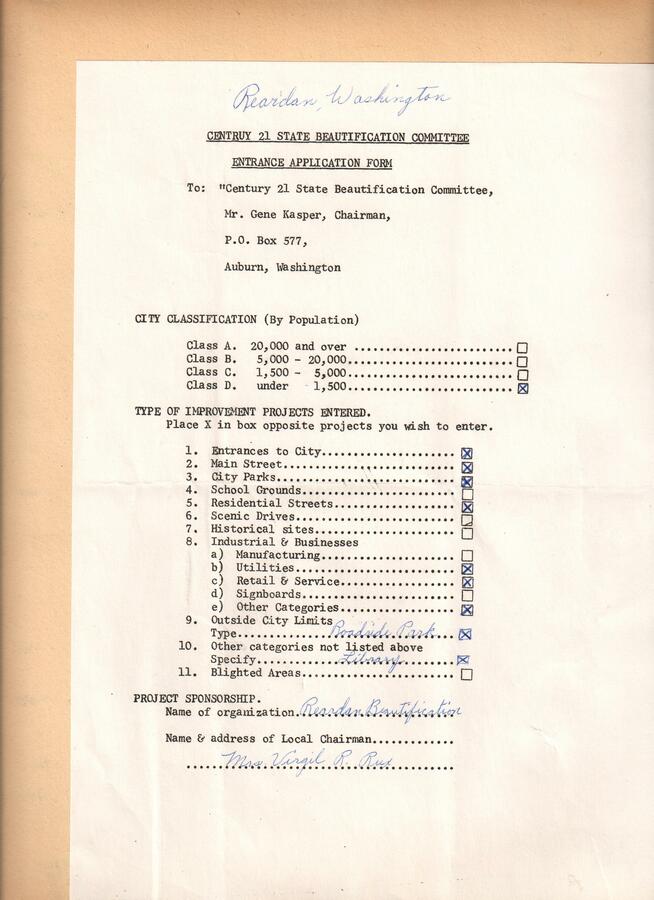 Reardan, Washington
CENTRUY 21 STATE BEAUTIFICATION COMMITTEE
ENTRANCE APPLICATION FORM
To: "Century 21 State Beautification Committee,
Mr. Gene Kasper, Chairman,
P.O. Box 577,
Auburn, Washington
CITY CLASSIFICATION (By Population)
Class A. 20,000 and over ........................ ☐
Class B. 5,000 - 20,000......................... ☐
Class C. 1,500 - 5,000......................... ☐
Class D. under - 1,500......................... ☒
TYPE OF IMPROVEMENT PROJECTS ENTERED.
Place X in box opposite projects you wish to enter.
1. Entrances to City.................... ☒
2. Main Street.......................... ☒
3. City Parks........................... ☒
4. School Grounds....................... ☐
5. Residential Streets.................. ☒
6. Scenic Drives........................ ☐
7. Historical sites..................... ☐
8. Industrial & Businesses
a) Manufacturing.................... ☐
b) Utilities........................ ☒
c) Retail & Service................. ☒
d) Signboards....................... ☐
e) Other Categories................. ☒
9. Outside City Limits
Type.......... Roadside Park ... ☒
10. Other categories not listed above
Specify.......... Library ........ ☒
11. Blighted Areas....................... ☐
PROJECT SPONSORSHIP.
Name of organization.. Reardan Beautification
Name & address of Local Chairman.............
Mrs Virgil R. Rux